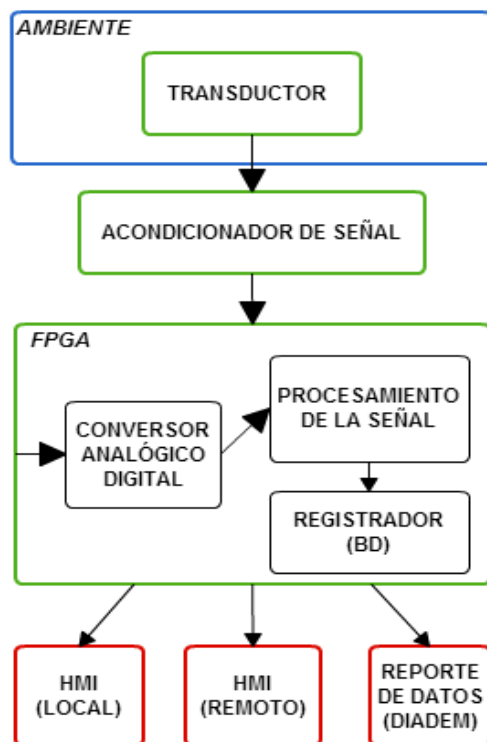 AMBIENTE
TRANSDUCTOR
ACONDICIONADOR DE SEÑAL
FPGA
CONVERSOR
ANALÓGICO
DIGITAL
PROCESAMIENTO
DE LA SEÑAL
REGISTRADOR
(BD)
HMI
(LOCAL)
HMI
(REMOTO)
REPORTE
DE DATOS
(DIADEM)